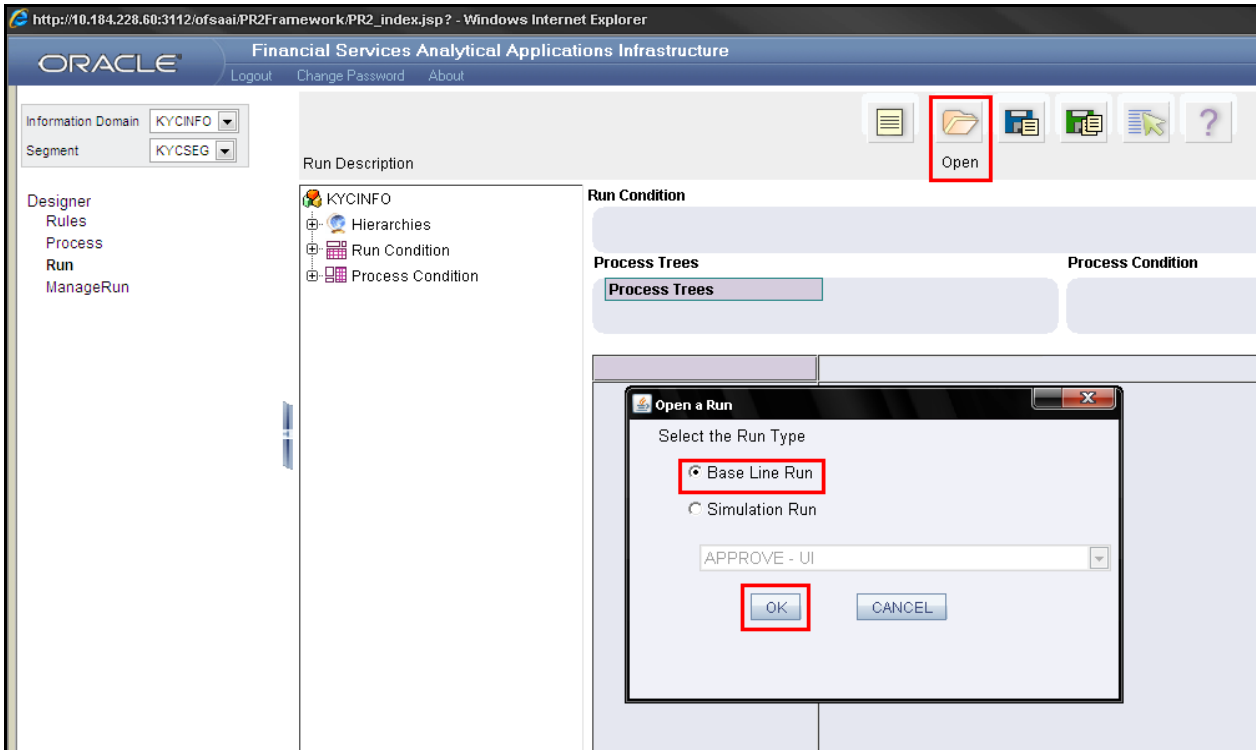 http://10.184.228.60:3112/ofsaai/PR2Framework/PR2_index.jsp? - Windows Internet Explorer
ORACLE
Financial Services Analytical Applications Infrastructure
Logout Change Password About
Information Domain KYCINFO
Segment KYCSEG
Run Description
?
Open
Designer
Rules
Process
Run
ManageRun
KYCINFO
Hierarchies
Run Condition
Process Condition
Run Condition
Process Trees
Process Condition
Process Trees
Open a Run
Select the Run Type
Base Line Run
Simulation Run
APPROVE - UI
OK CANCEL